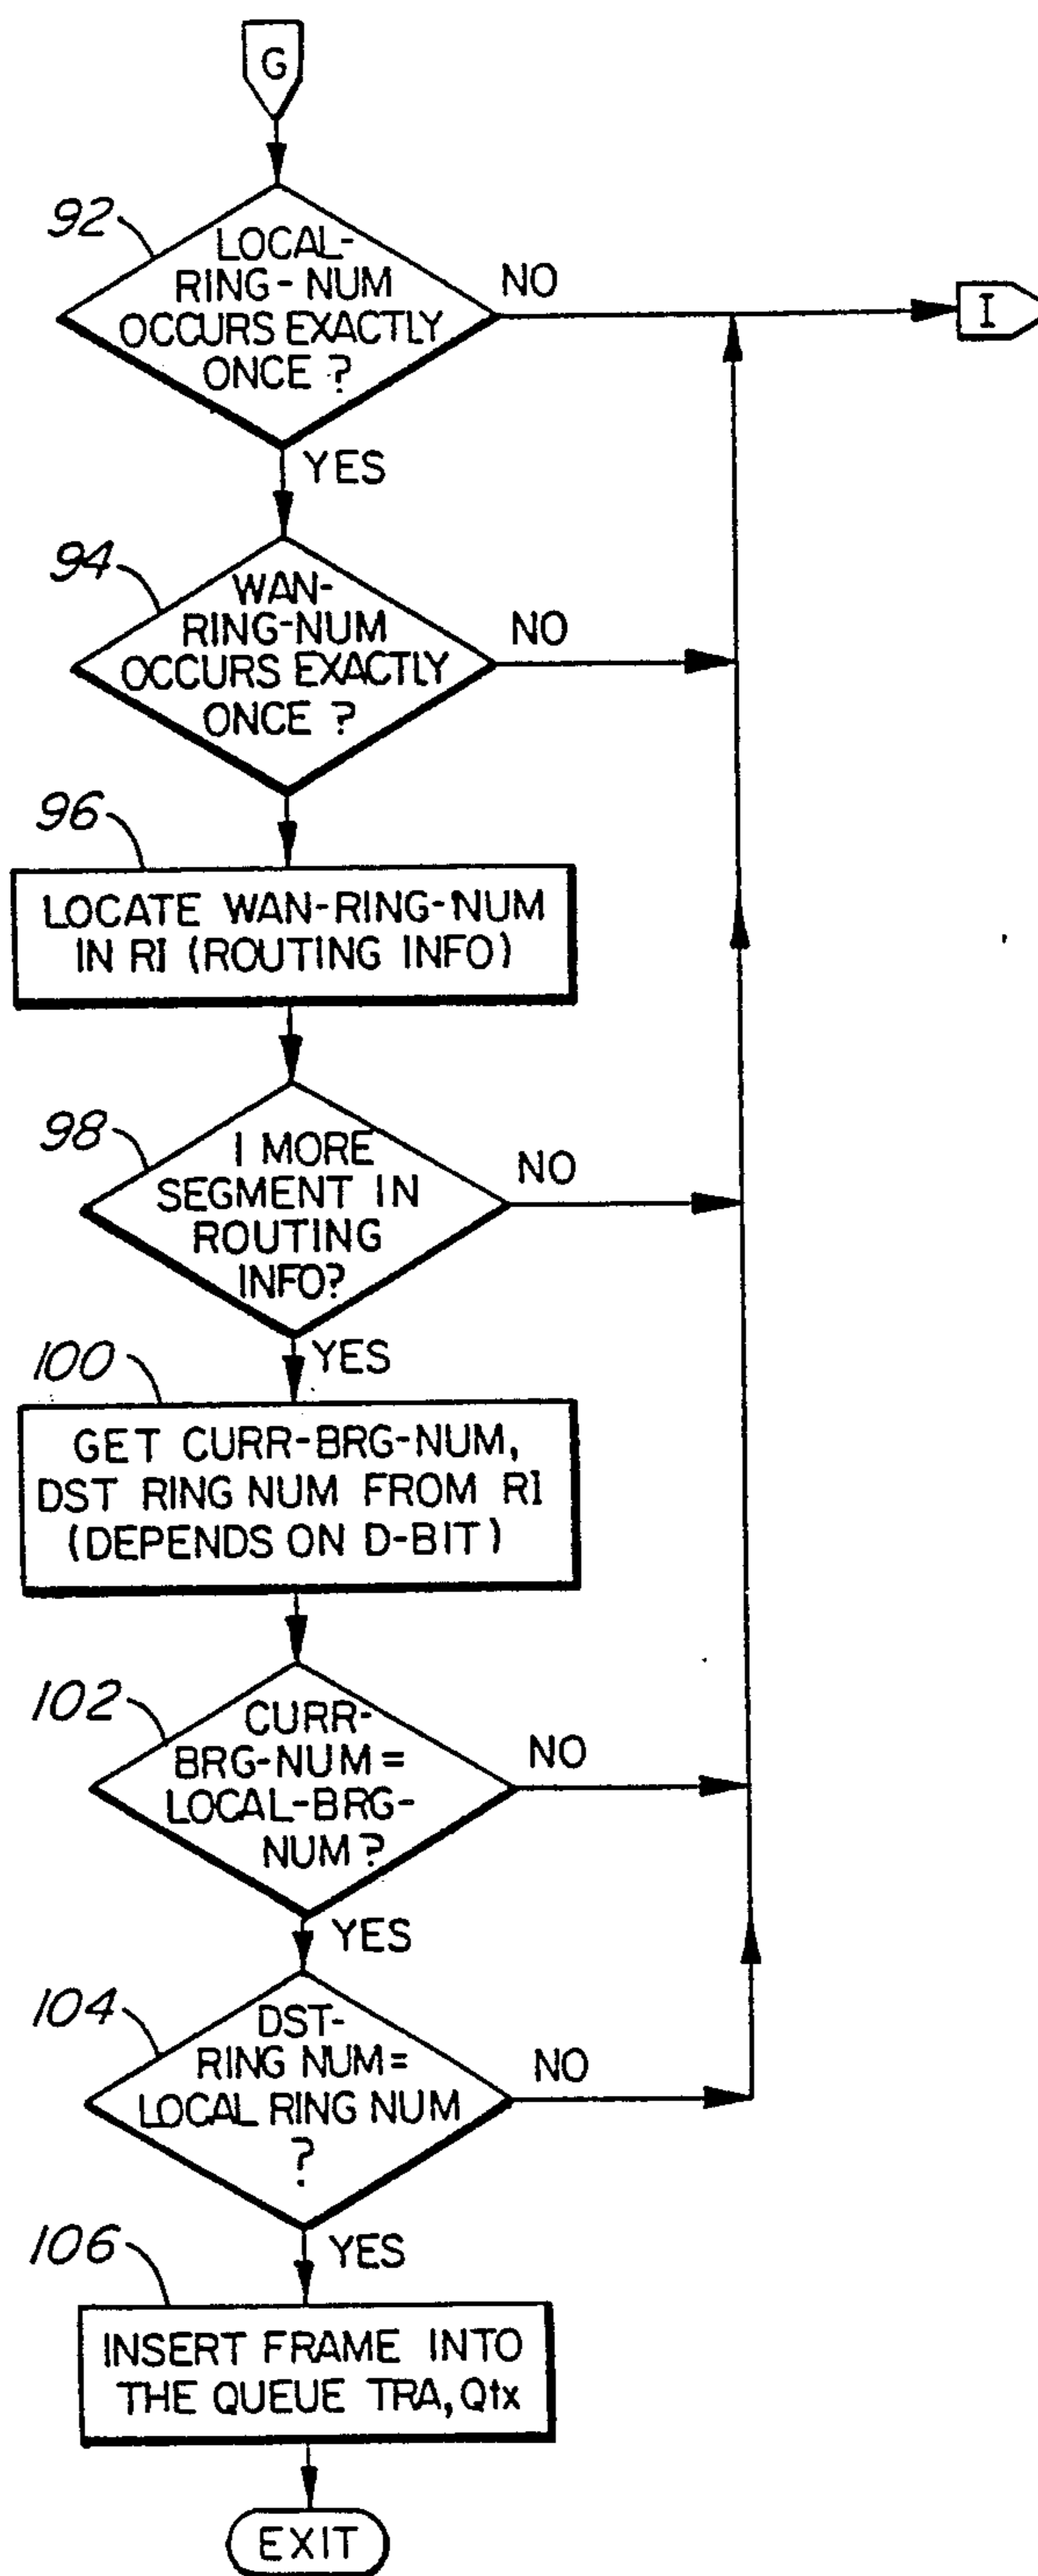 G
92
LOCAL-
RING-NUM
OCCURS EXACTLY
ONCE ?
NO
I
YES
94
WAN-
RING-NUM
OCCURS EXACTLY
ONCE ?
NO
96
LOCATE WAN-RING-NUM
IN RI (ROUTING INFO)
98
1 MORE
SEGMENT IN
ROUTING
INFO?
NO
YES
100
GET CURR-BRG-NUM,
DST RING NUM FROM RI
(DEPENDS ON D-BIT)
102
CURR-
BRG-NUM =
LOCAL-BRG-
NUM ?
NO
YES
104
DST-
RING NUM =
LOCAL RING NUM
?
NO
YES
106
INSERT FRAME INTO
THE QUEUE TRA, Qtx
EXIT